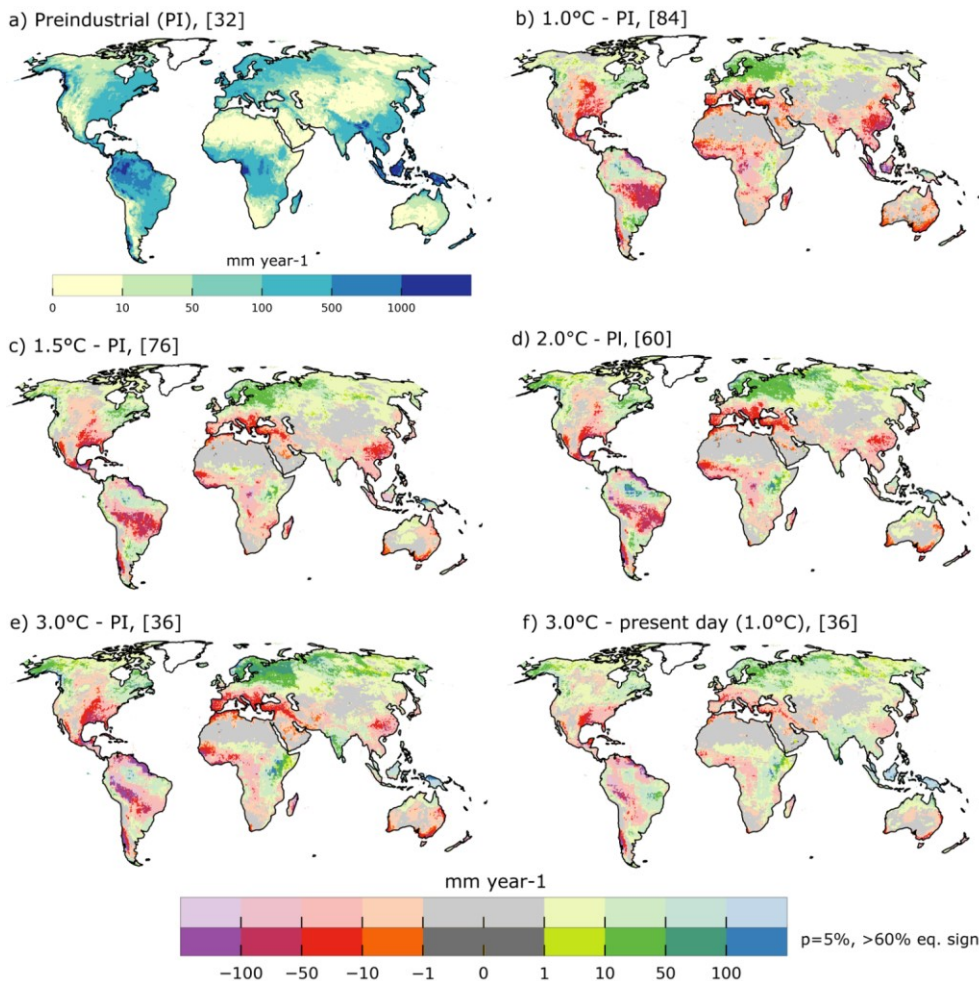 a) Preindustrial (PI), [32]
b) 1.0°C - PI, [84]
mm year-1
0 10 50 100 500 1000
c) 1.5°C - PI, [76]
d) 2.0°C - PI, [60]
e) 3.0°C - PI, [36]
f) 3.0°C - present day (1.0°C), [36]
mm year-1
p=5%, >60% eq. sign
−100 −50 −10 −1 0 1 10 50 100